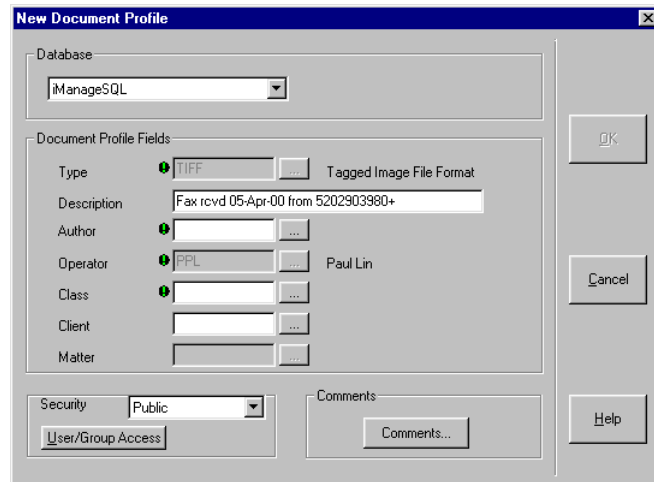 New Document Profile
Database
iManageSQL
Document Profile Fields
Type TIFF ... Tagged Image File Format
Description Fax rcvd 05-Apr-00 from 5202903980+
Author ...
Operator PPL ... Paul Lin
Class ...
Client ...
Matter ...
Security Public
User/Group Access
Comments
Comments...
OK
Cancel
Help